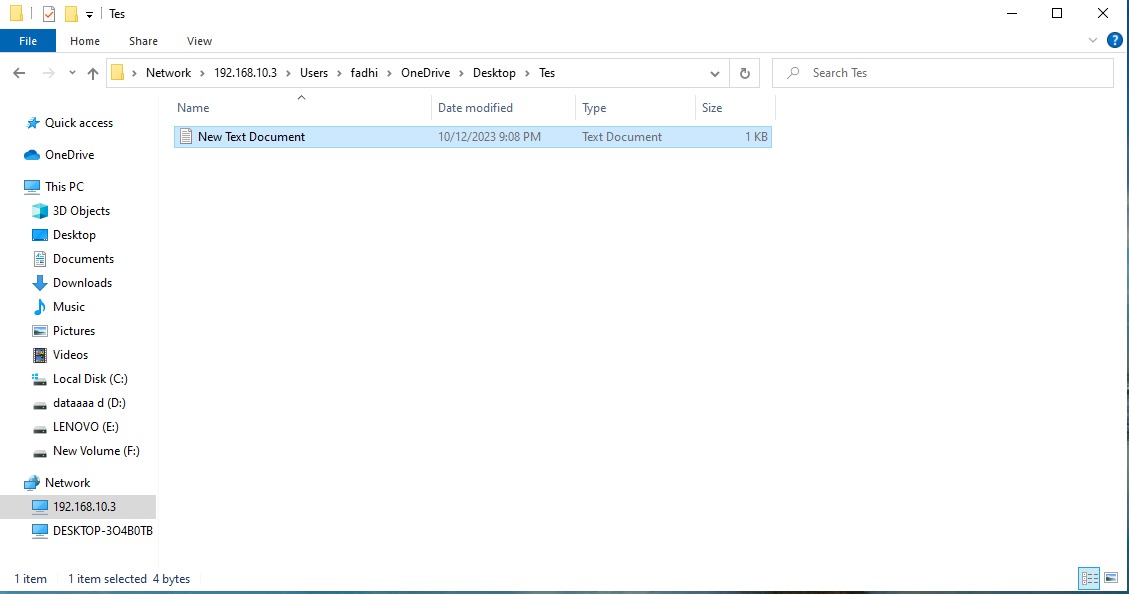 Tes
File Home Share View
Network 192.168.10.3 Users fadhi OneDrive Desktop Tes Search Tes
Name Date modified Type Size
New Text Document 10/12/2023 9:08 PM Text Document 1 KB
Quick access
OneDrive
This PC
3D Objects
Desktop
Documents
Downloads
Music
Pictures
Videos
Local Disk (C:)
dataaaa d (D:)
LENOVO (E:)
New Volume (F:)
Network
192.168.10.3
DESKTOP-3O4B0TB
1 item 1 item selected 4 bytes